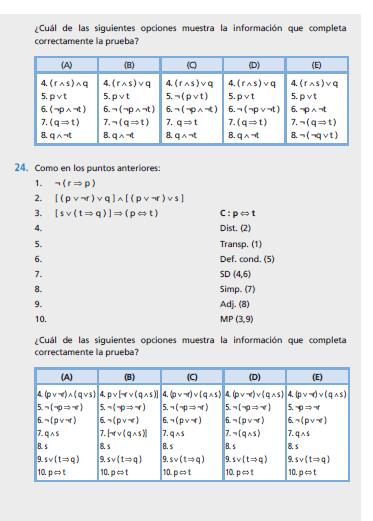 ¿Cuál de las siguientes opciones muestra la información que completa
correctamente la prueba?
(A) (B) (C) (D) (E)
4. (r∧s)∧q 4. (r∧s)∨q 4. (r∧s)∨q 4. (r∧s)∨q 4. (r∧s)∨q
5. p∨t 5. p∨t 5. ¬(p∨t) 5. p∨t 5. p∨t
6. (¬p∧¬t) 6. ¬(¬p∧¬t) 6. ¬(¬p∧¬t) 6. ¬(¬p∨¬t) 6. ¬p∧¬t
7. (q⇒t) 7. ¬(q⇒t) 7. q⇒t 7. (q⇒t) 7. ¬(q⇒t)
8. q∧¬t 8. q∧¬t 8. q∧¬t 8. q∧¬t 8. ¬(¬q∨t)
24. Como en los puntos anteriores:
1. ¬(r⇒p)
2. [(p∨¬r)∨q]∧[(p∨¬r)∨s]
3. [s∨(t⇒q)]⇒(p⇔t) C: p⇔t
4. Dist. (2)
5. Transp. (1)
6. Def. cond. (5)
7. SD (4,6)
8. Simp. (7)
9. Adj. (8)
10. MP (3,9)
¿Cuál de las siguientes opciones muestra la información que completa
correctamente la prueba?
(A) (B) (C) (D) (E)
4. (p∨¬r)∧(q∨s) 4. p∨[¬r∨(q∧s)] 4. (p∨¬r)∨(q∧s) 4. (p∨¬r)∨(q∧s) 4. (p∨¬r)∨(q∧s)
5. ¬(¬p⇒¬r) 5. ¬(¬p⇒¬r) 5. ¬(¬p⇒¬r) 5. ¬(¬p⇒¬r) 5. ¬p⇒¬r
6. ¬(p∨¬r) 6. ¬(p∨¬r) 6. ¬(p∨¬r) 6. ¬(p∨¬r) 6. ¬(p∨¬r)
7. q∧s 7. [¬r∨(q∧s)] 7. q∧s 7. ¬(q∧s) 7. q∧s
8. s 8. s 8. s 8. s 8. s
9. s∨(t⇒q) 9. s∨(t⇒q) 9. s∨(t⇒q) 9. s∨(t⇒q) 9. s∨(t⇒q)
10. p⇔t 10. p⇔t 10. p⇔t 10. p⇔t 10. p⇔t